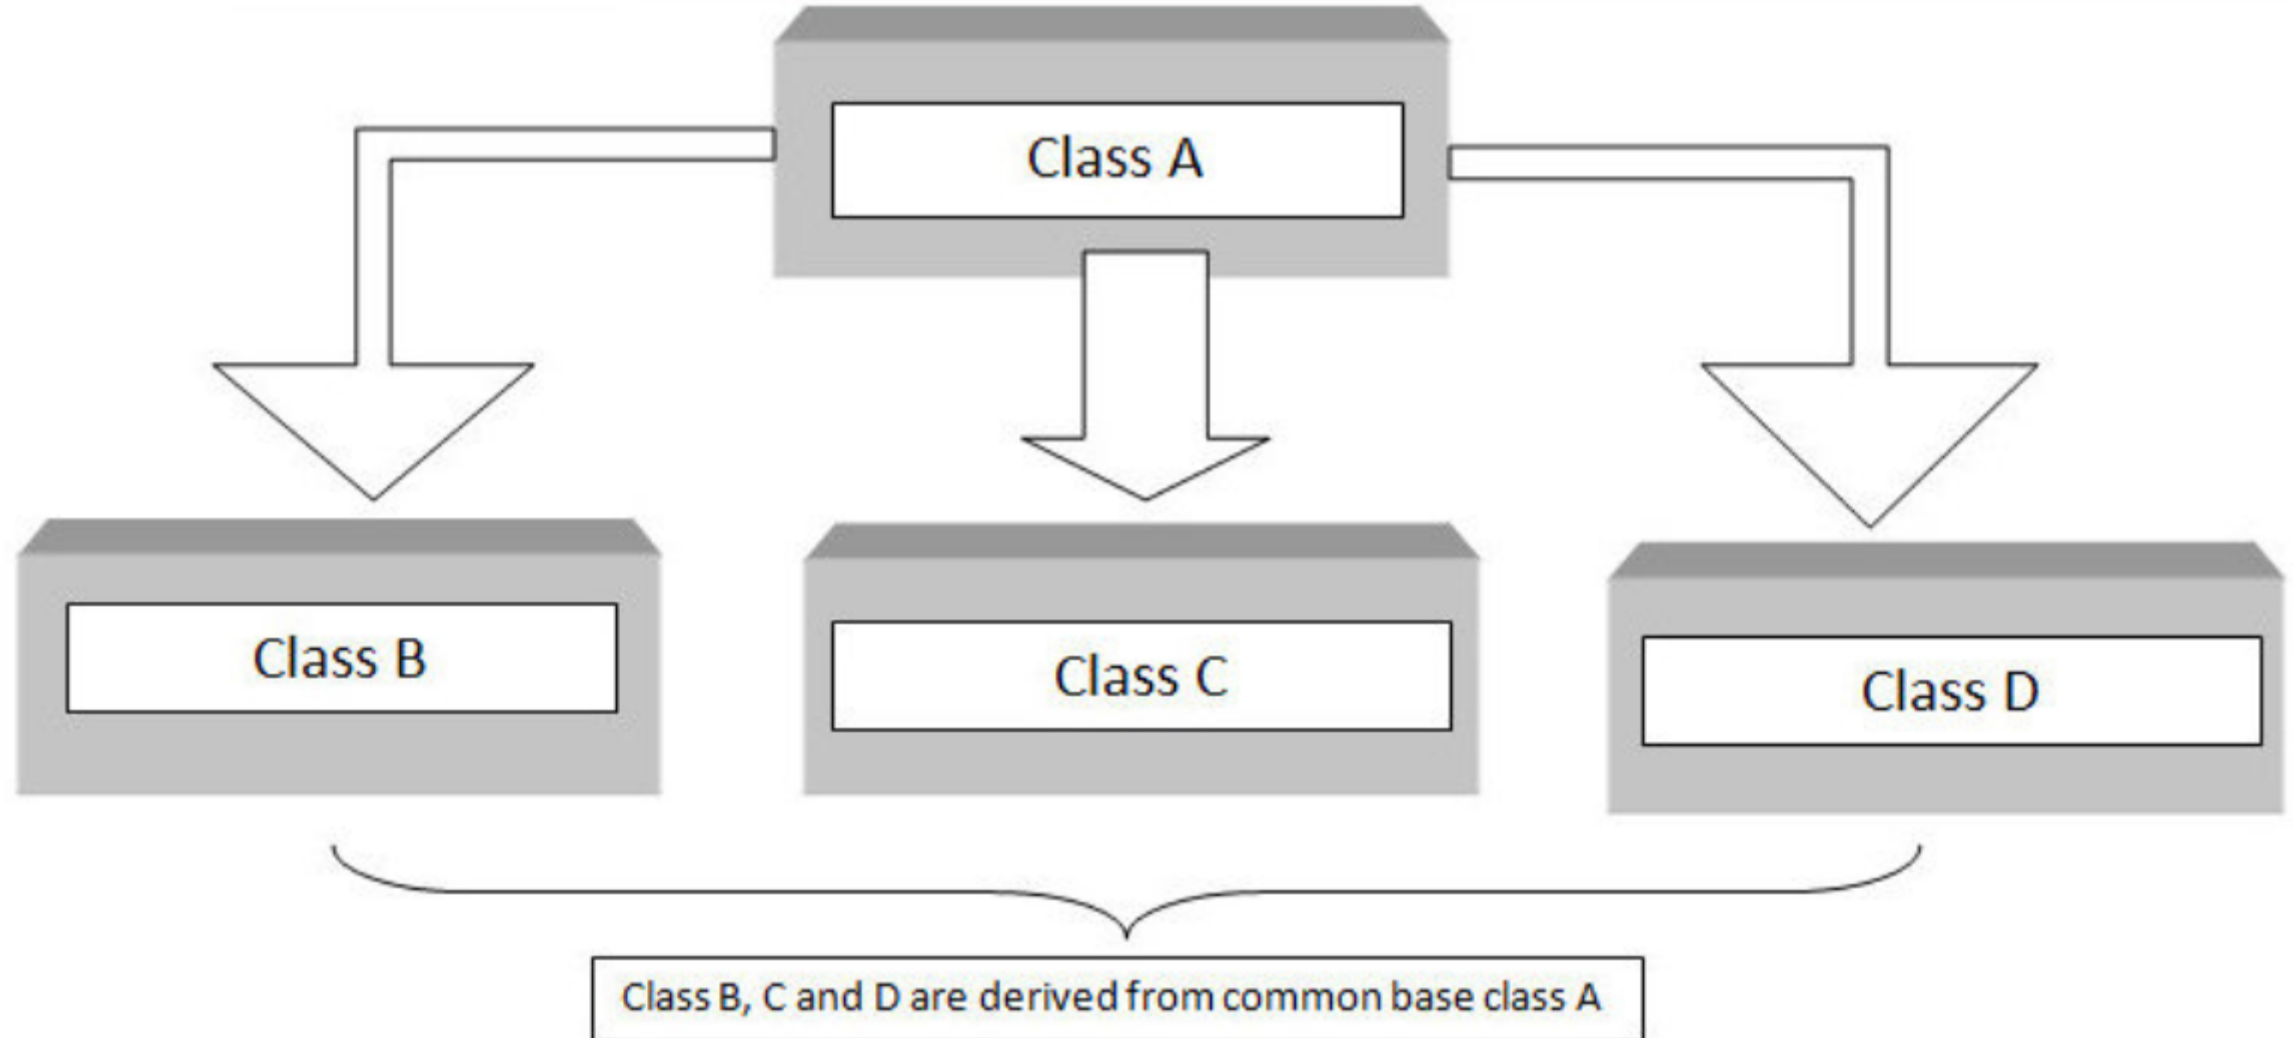 Class A
Class B
Class C
Class D
Class B, C and D are derived from common base class A